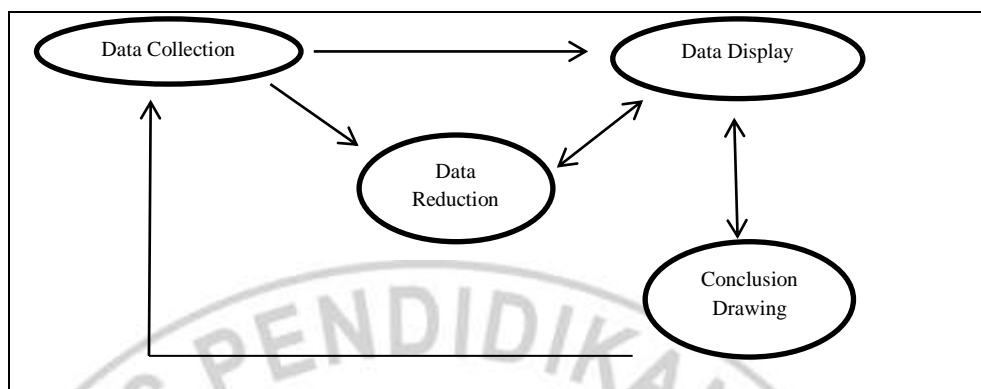 Data Collection
Data Display
Data
Reduction
Conclusion
Drawing
PENDIDIKA